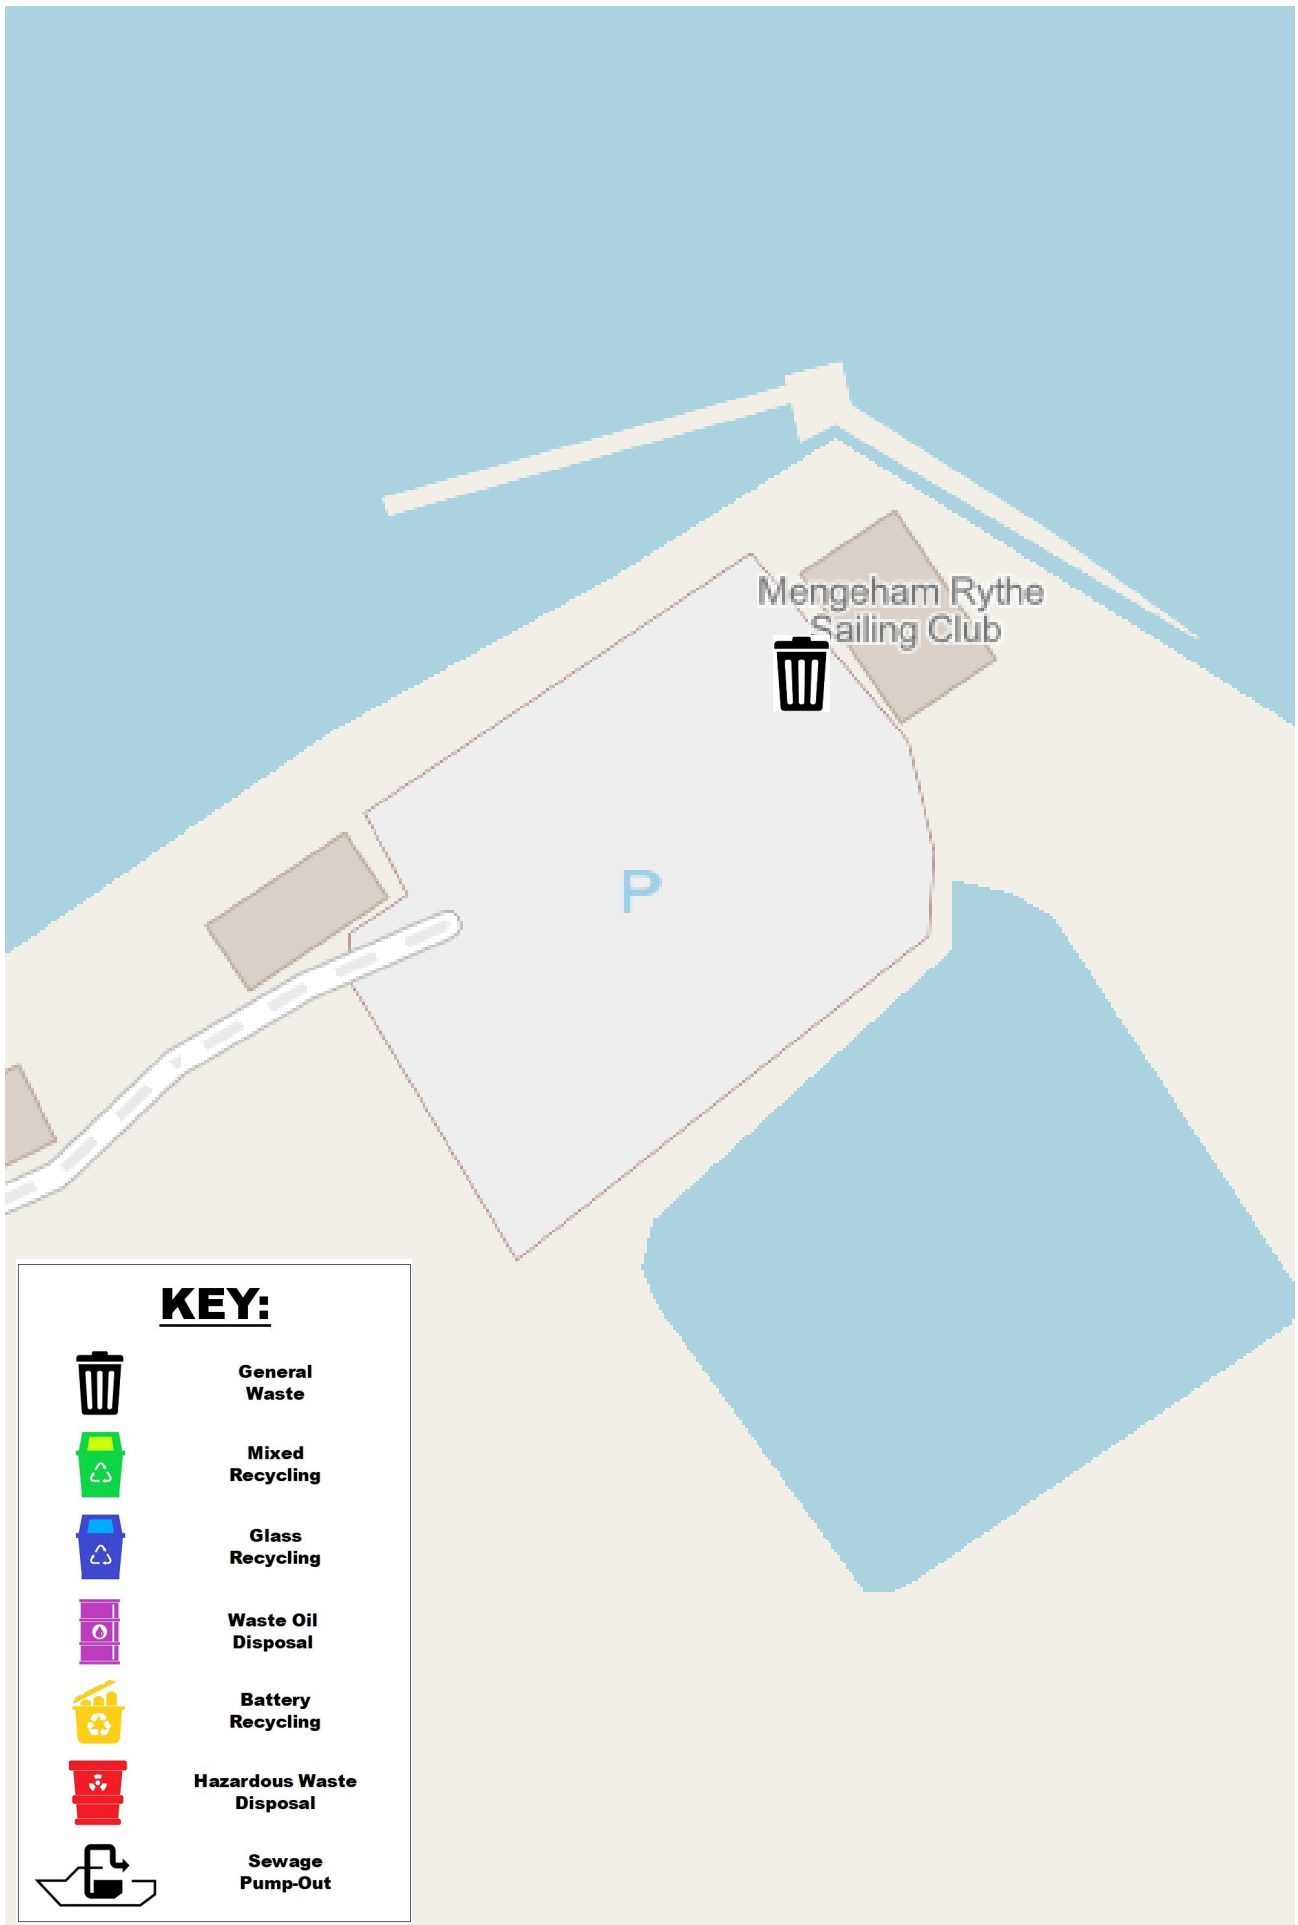 Mengeham Rythe
Sailing Club
P
KEY:
General
Waste
Mixed
Recycling
Glass
Recycling
Waste Oil
Disposal
Battery
Recycling
Hazardous Waste
Disposal
Sewage
Pump-Out